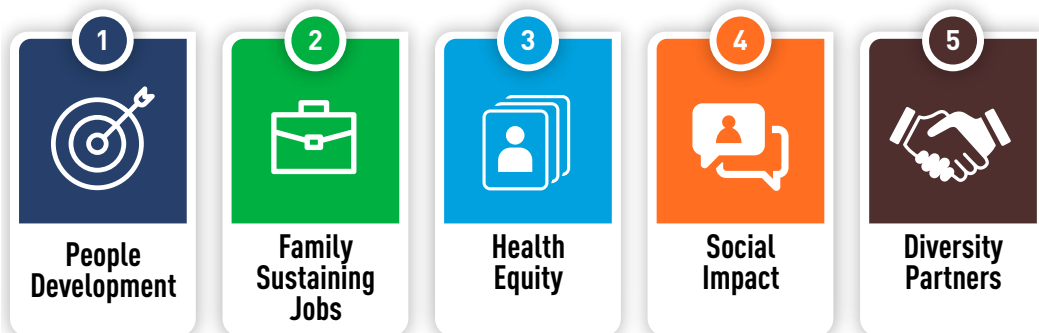 1
People
Development
2
Family
Sustaining
Jobs
3
Health
Equity
4
Social
Impact
5
Diversity
Partners